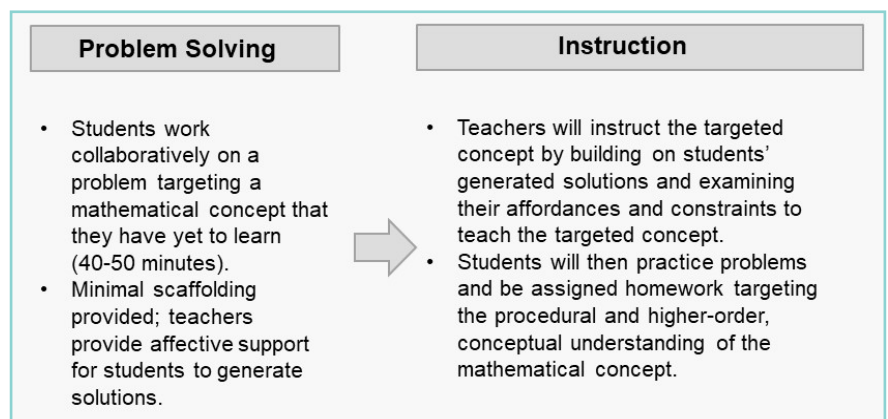 Problem Solving
• Students work
collaboratively on a
problem targeting a
mathematical concept that
they have yet to learn
(40-50 minutes).
• Minimal scaffolding
provided; teachers
provide affective support
for students to generate
solutions.
Instruction
• Teachers will instruct the targeted
concept by building on students’
generated solutions and examining
their affordances and constraints to
teach the targeted concept.
• Students will then practice problems
and be assigned homework targeting
the procedural and higher-order,
conceptual understanding of the
mathematical concept.